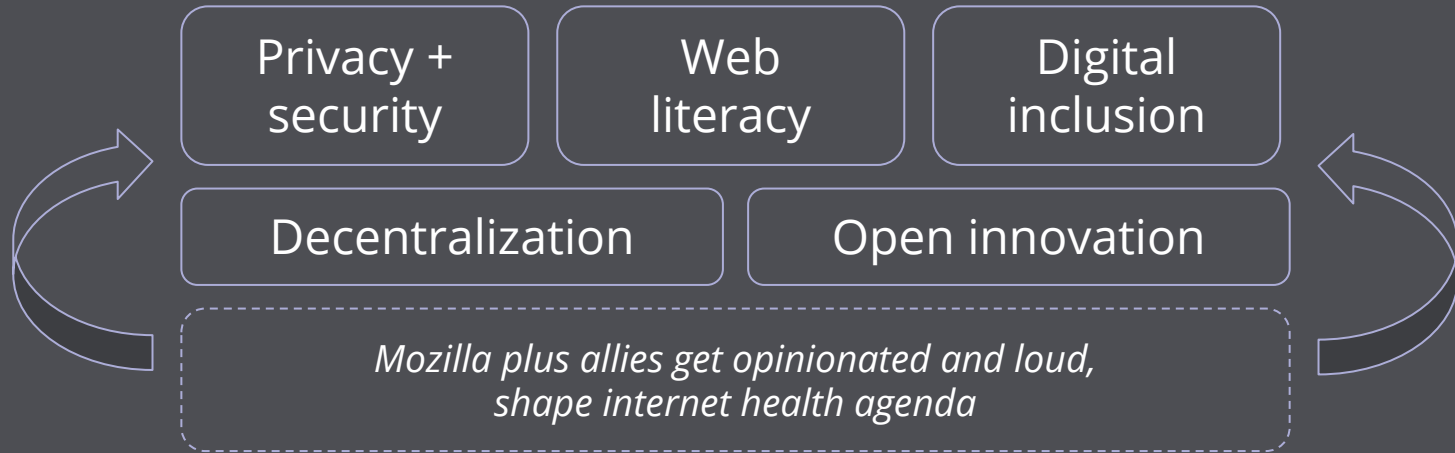 Privacy +
security
Web
literacy
Digital
inclusion
Decentralization
Open innovation
Mozilla plus allies get opinionated and loud,
shape internet health agenda